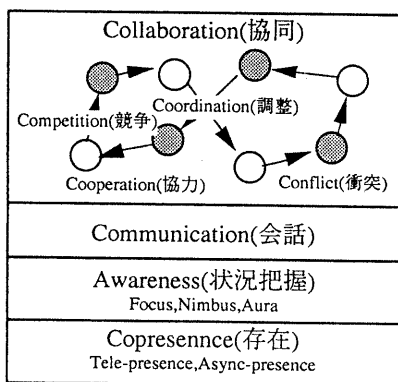 Collaboration(協同)
Coordination(調整)
Competition(競争)
Cooperation(協力)
Conflict(衝突)
Communication(会話)
Awareness(状況把握)
Focus,Nimbus,Aura
Copresennce(存在)
Tele-presence,Async-presence